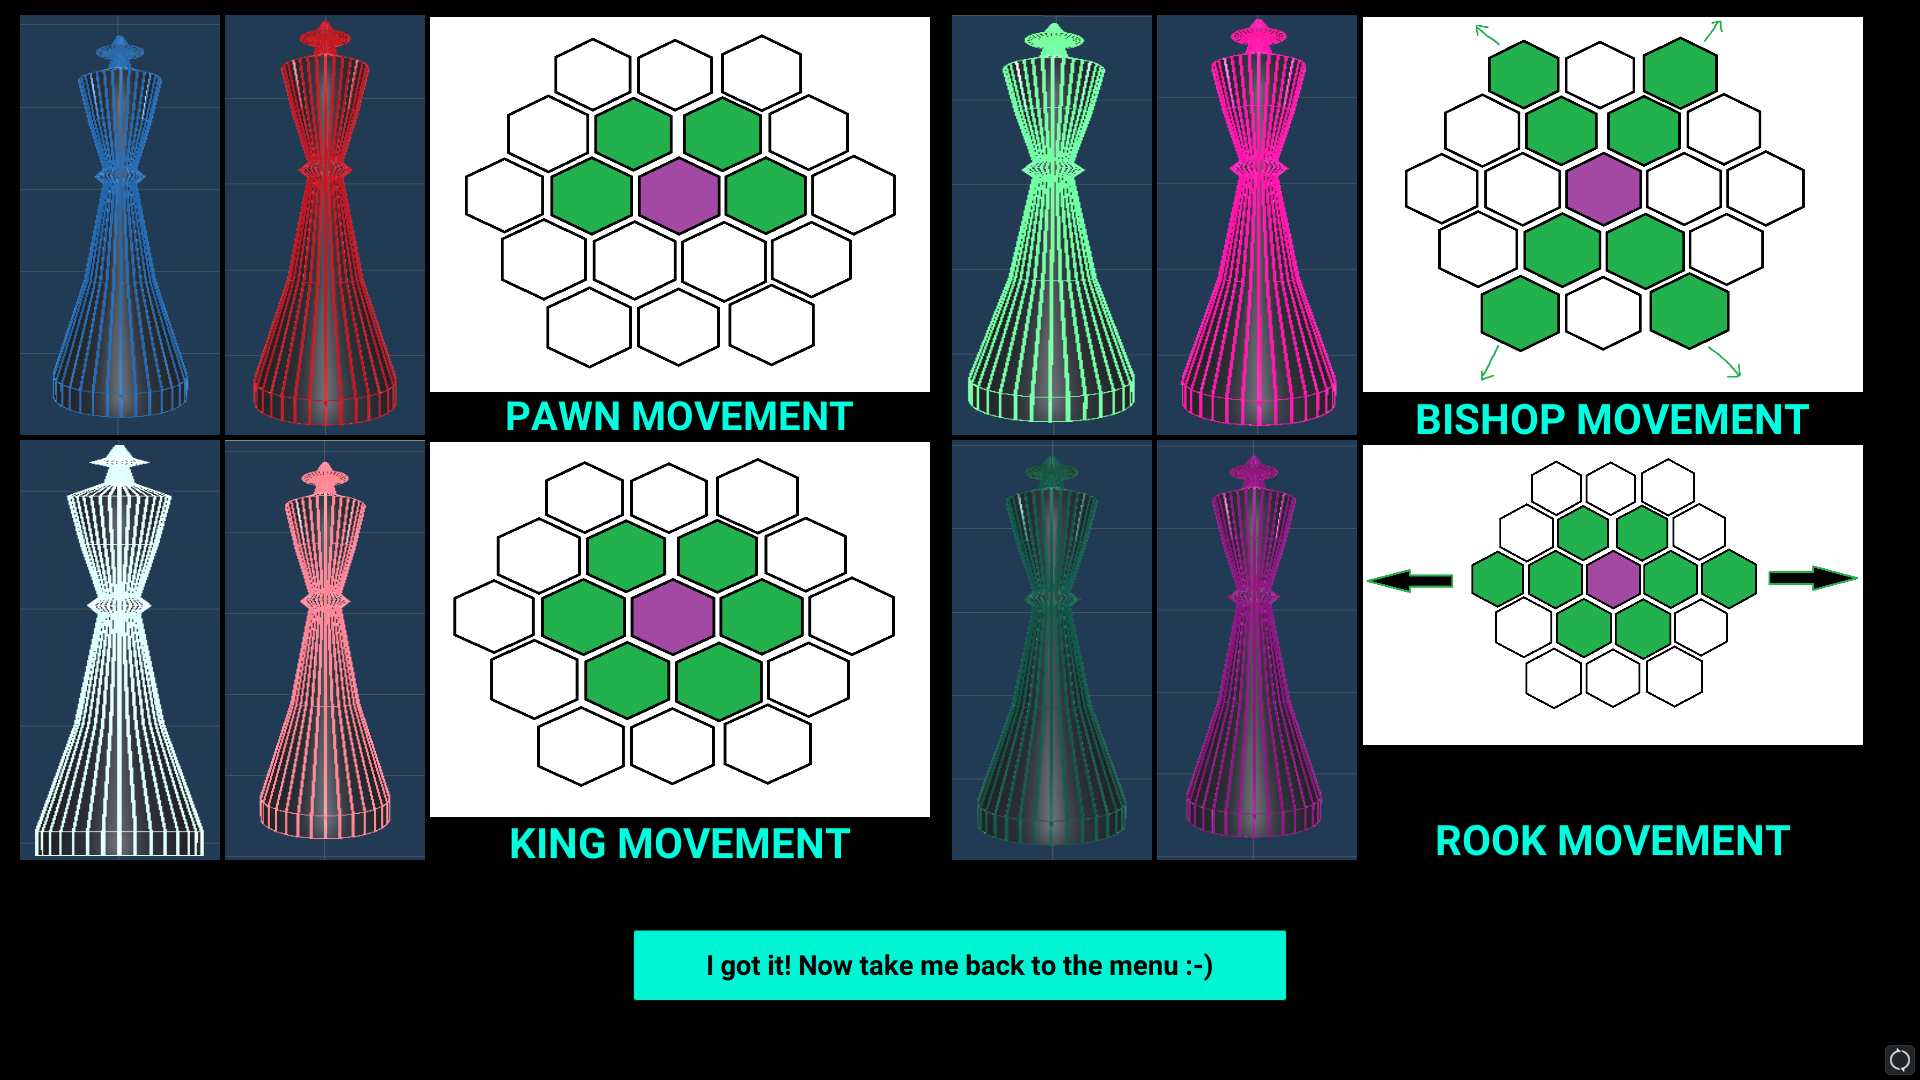 PAWN MOVEMENT
BISHOP MOVEMENT
KING MOVEMENT
ROOK MOVEMENT
I got it! Now take me back to the menu :-)